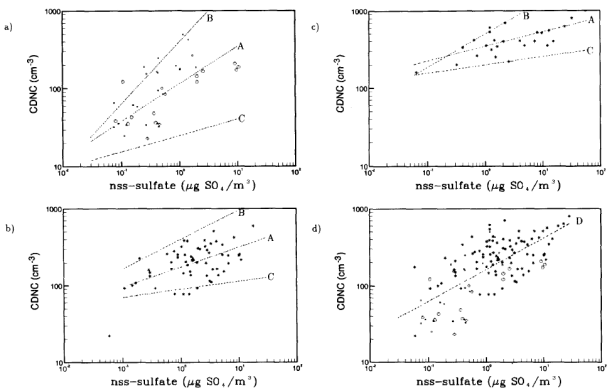 a)
CDNC (cm⁻³)
1000
100
10
B
A
C
nss-sulfate (μg SO₄/m³)
c)
CDNC (cm⁻³)
1000
100
10
B
A
C
nss-sulfate (μg SO₄/m³)
b)
CDNC (cm⁻³)
1000
100
10
B
A
C
nss-sulfate (μg SO₄/m³)
d)
CDNC (cm⁻³)
1000
100
10
D
nss-sulfate (μg SO₄/m³)